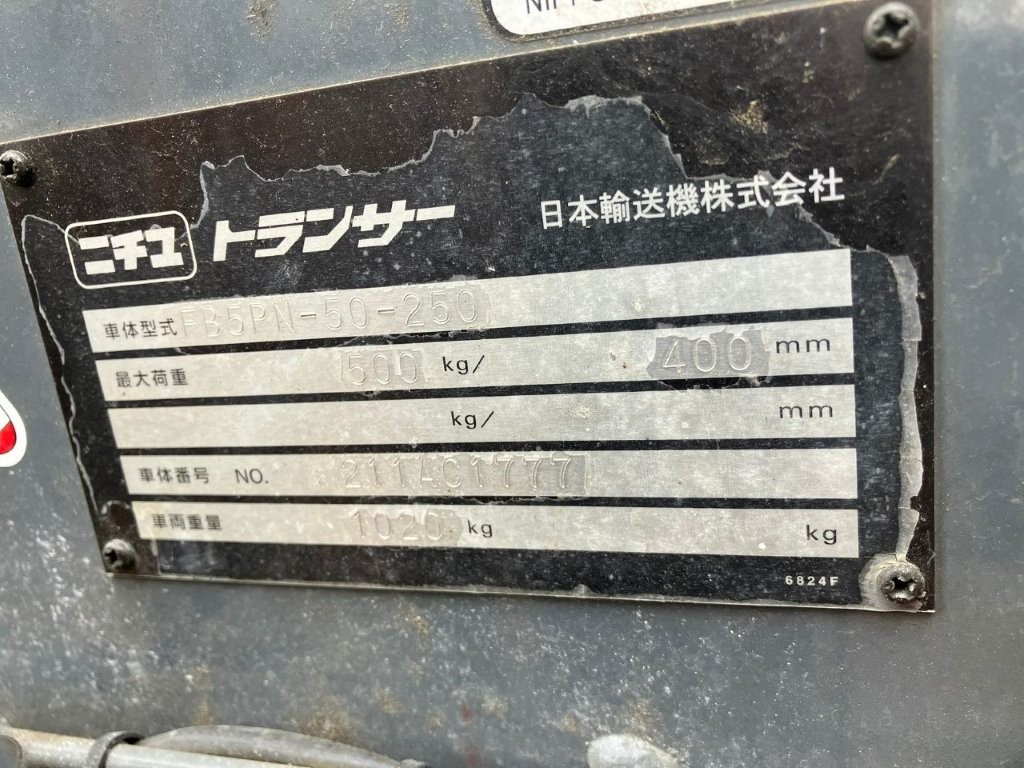 ニチユ トランサー 日本輸送機株式会社
車体型式 FB5PN-50-250
最大荷重 500 kg/ 400 mm
kg/ mm
車体番号 NO. 211AC1777
車両重量 1020 kg kg
6824F